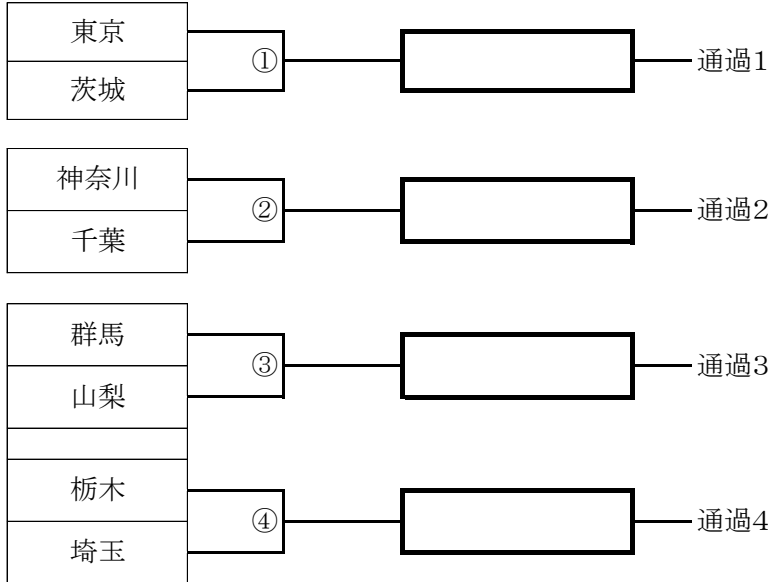 東京
①
通過1
茨城
神奈川
②
通過2
千葉
群馬
③
通過3
山梨
栃木
④
通過4
埼玉